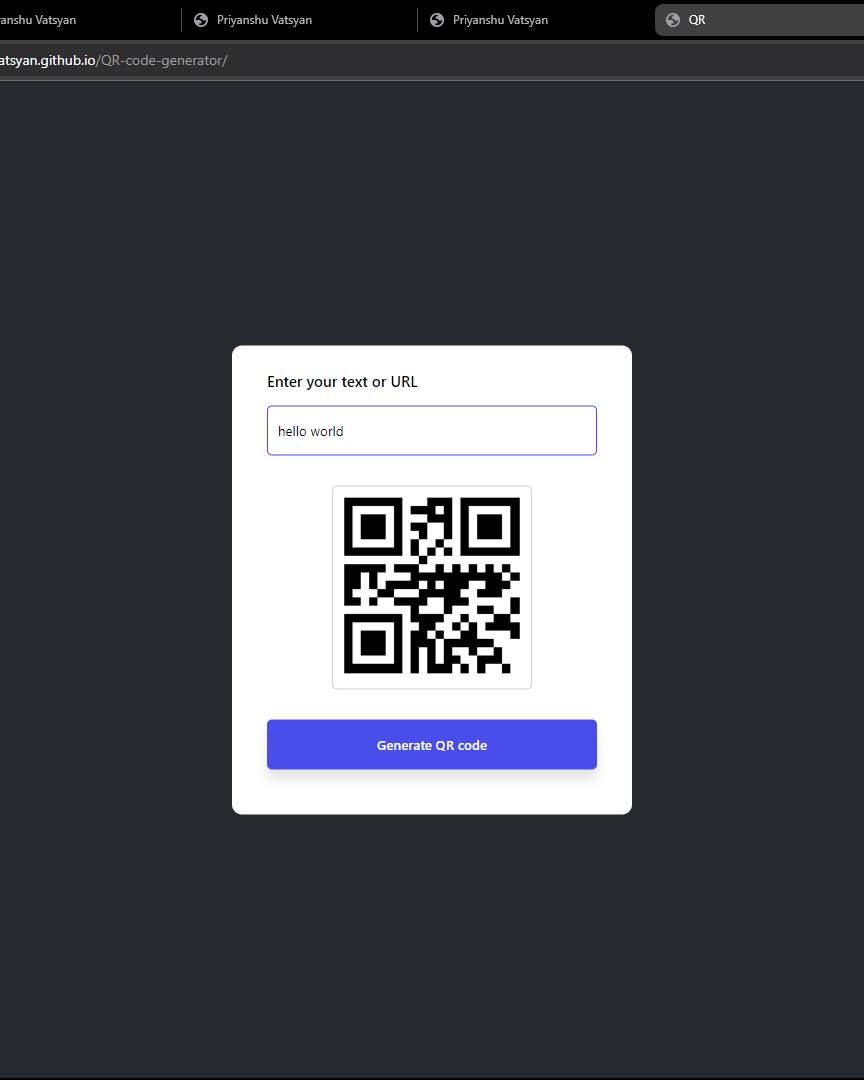 anshu Vatsyan
Priyanshu Vatsyan
Priyanshu Vatsyan
QR
atsyan.github.io/QR-code-generator/
Enter your text or URL
hello world
Generate QR code